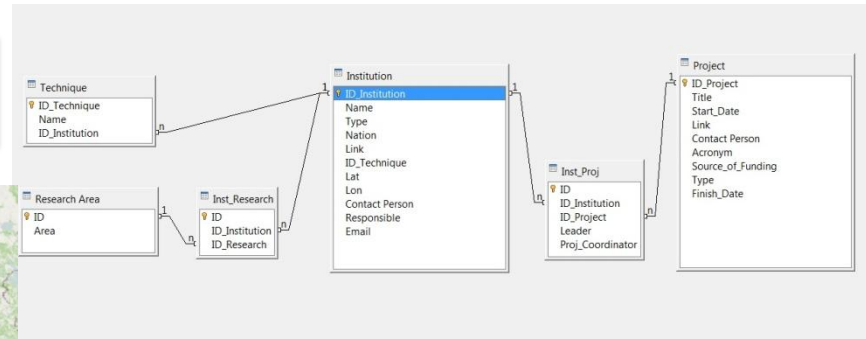 Technique
ID_Technique
Name
ID_Institution
n
Research Area
ID
Area
1
n
Inst_Research
ID
ID_Institution
ID_Research
n
1
Institution
ID_Institution
Name
Type
Nation
Link
ID_Technique
Lat
Lon
Contact Person
Responsible
Email
1
n
Inst_Proj
ID
ID_Institution
ID_Project
Leader
Proj_Coordinator
n
1
Project
ID_Project
Title
Start_Date
Link
Contact Person
Acronym
Source_of_Funding
Type
Finish_Date